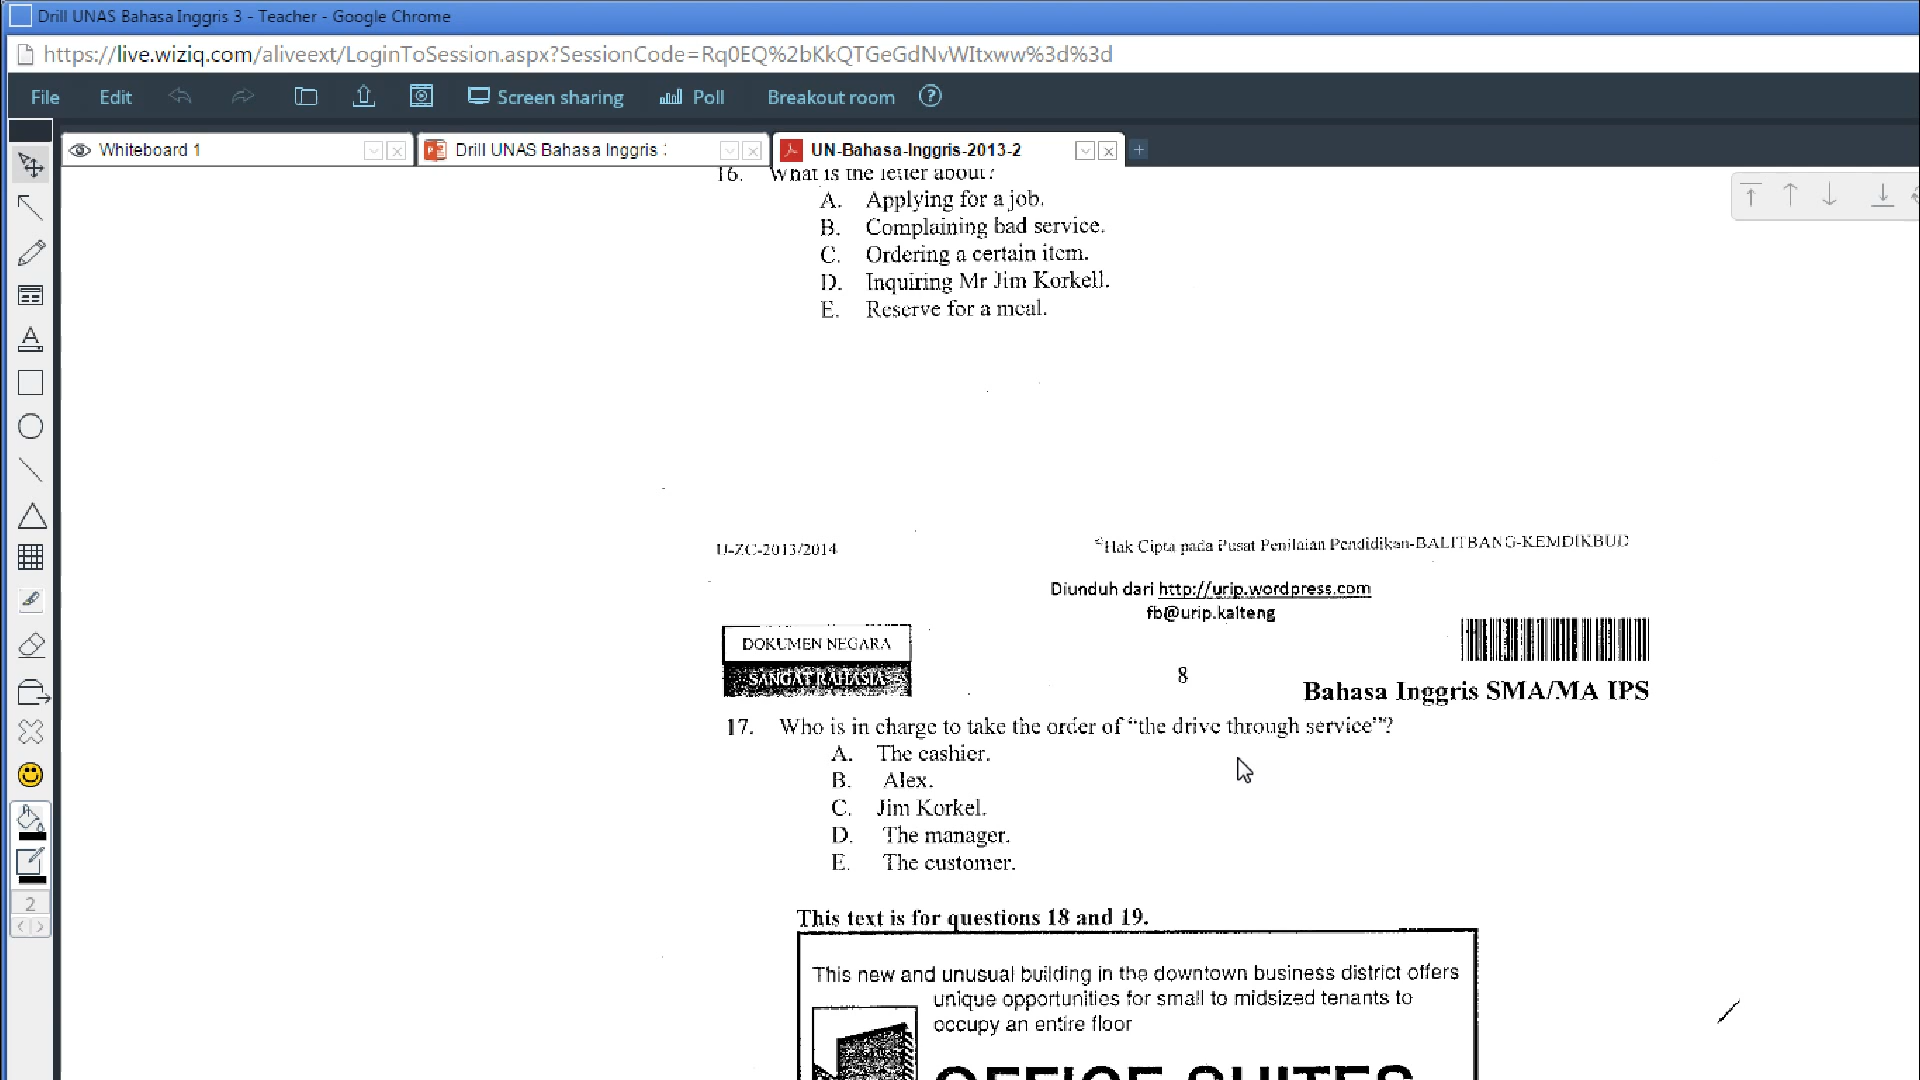 Drill UNAS Bahasa Inggris 3 - Teacher - Google Chrome
https://live.wiziq.com/aliveext/LoginToSession.aspx?SessionCode=Rq0EQ%2bKkQTGeGdNvWItxww%3d%3d
File Edit Screen sharing Poll Breakout room ?
Whiteboard 1 Drill UNAS Bahasa Inggris : UN-Bahasa-Inggris-2013-2
16. What is the letter about?
A. Applying for a job.
B. Complaining bad service.
C. Ordering a certain item.
D. Inquiring Mr Jim Korkell.
E. Reserve for a meal.
U-ZC-2013/2014
Hak Cipta pada Pusat Penilaian Pendidikan-BALITBANG-KEMDIKBUD
Diunduh dari http://urip.wordpress.com
fb@urip.kalteng
DOKUMEN NEGARA
SANGAT RAHASIA
8
Bahasa Inggris SMA/MA IPS
17. Who is in charge to take the order of “the drive through service”?
A. The cashier.
B. Alex.
C. Jim Korkel.
D. The manager.
E. The customer.
2
This text is for questions 18 and 19.
This new and unusual building in the downtown business district offers
unique opportunities for small to midsized tenants to
occupy an entire floor
OFFICE SUITES